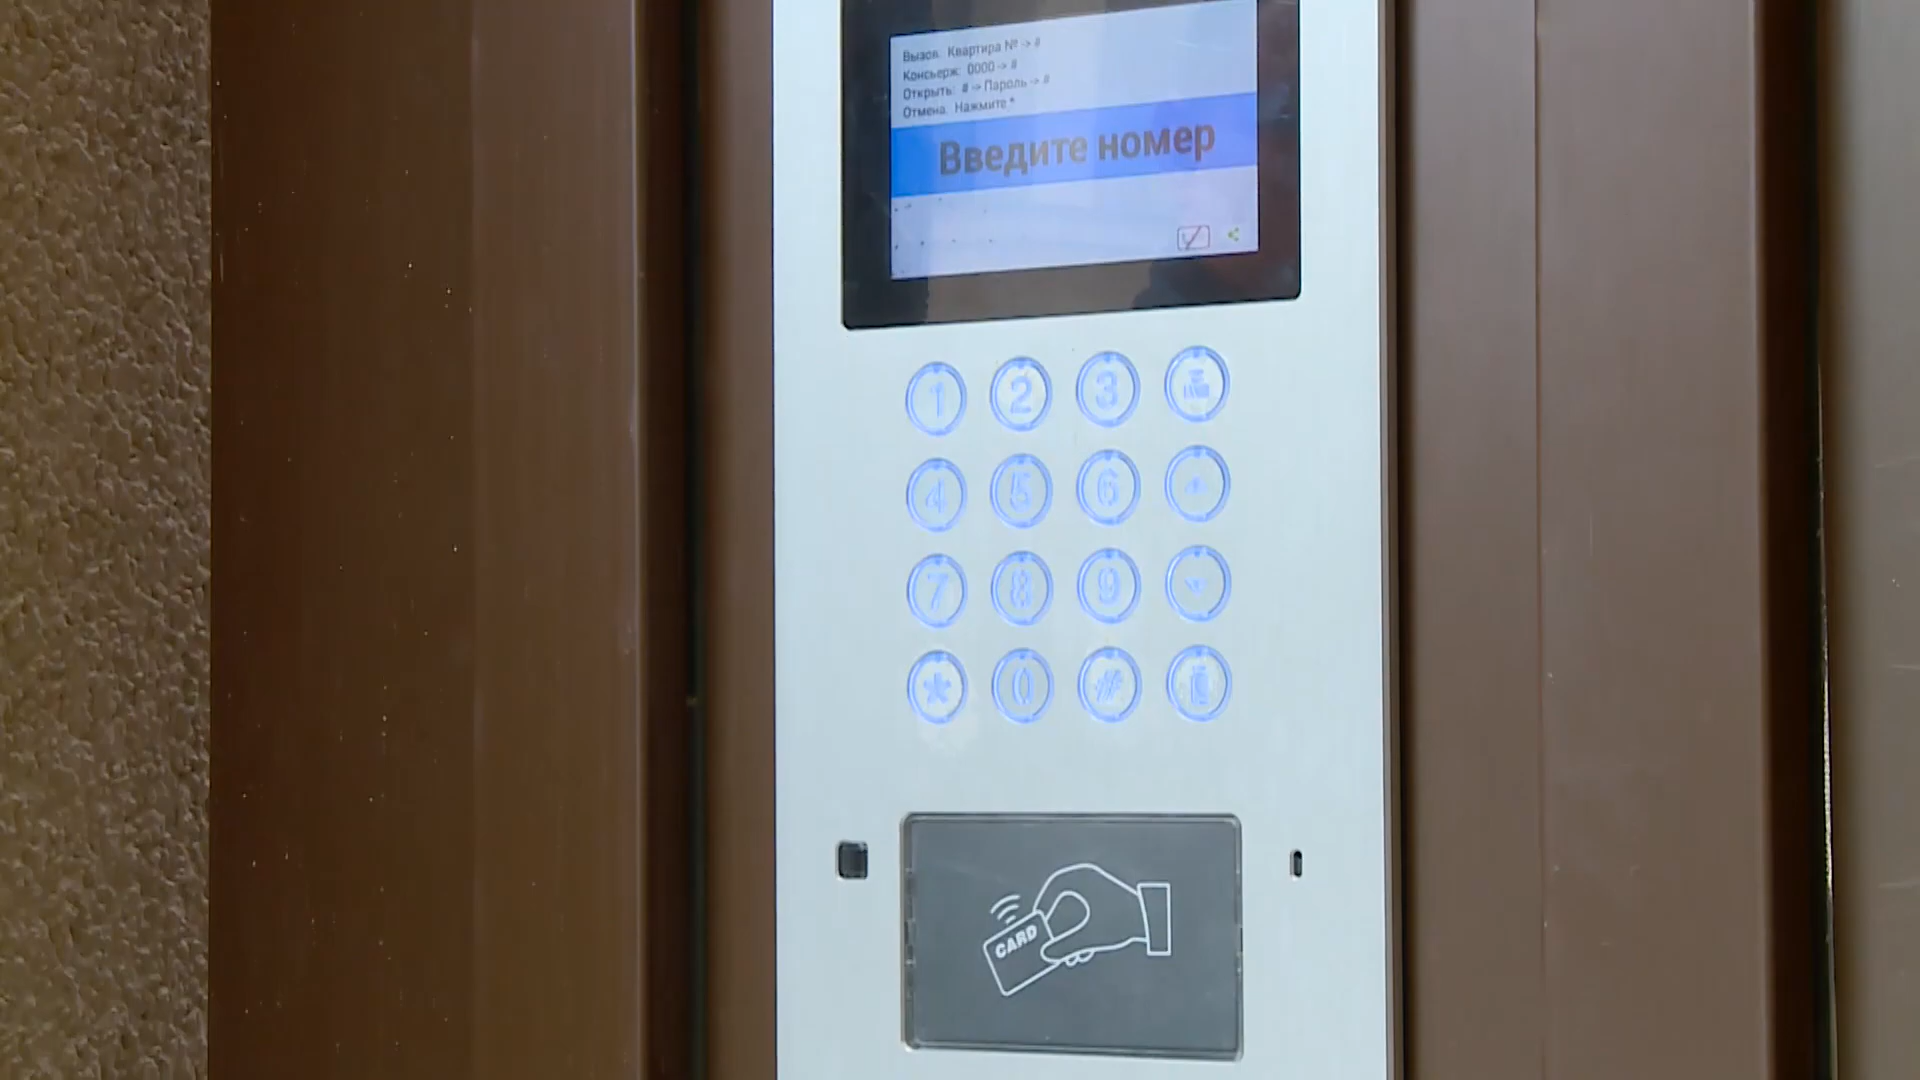 Вызов: Квартира № -> #
Консьерж: 0000 -> #
Открыть: # -> Пароль -> #
Отмена: Нажмите *
Введите номер
1 2 3
4 5 6
7 8 9
* 0 #
CARD